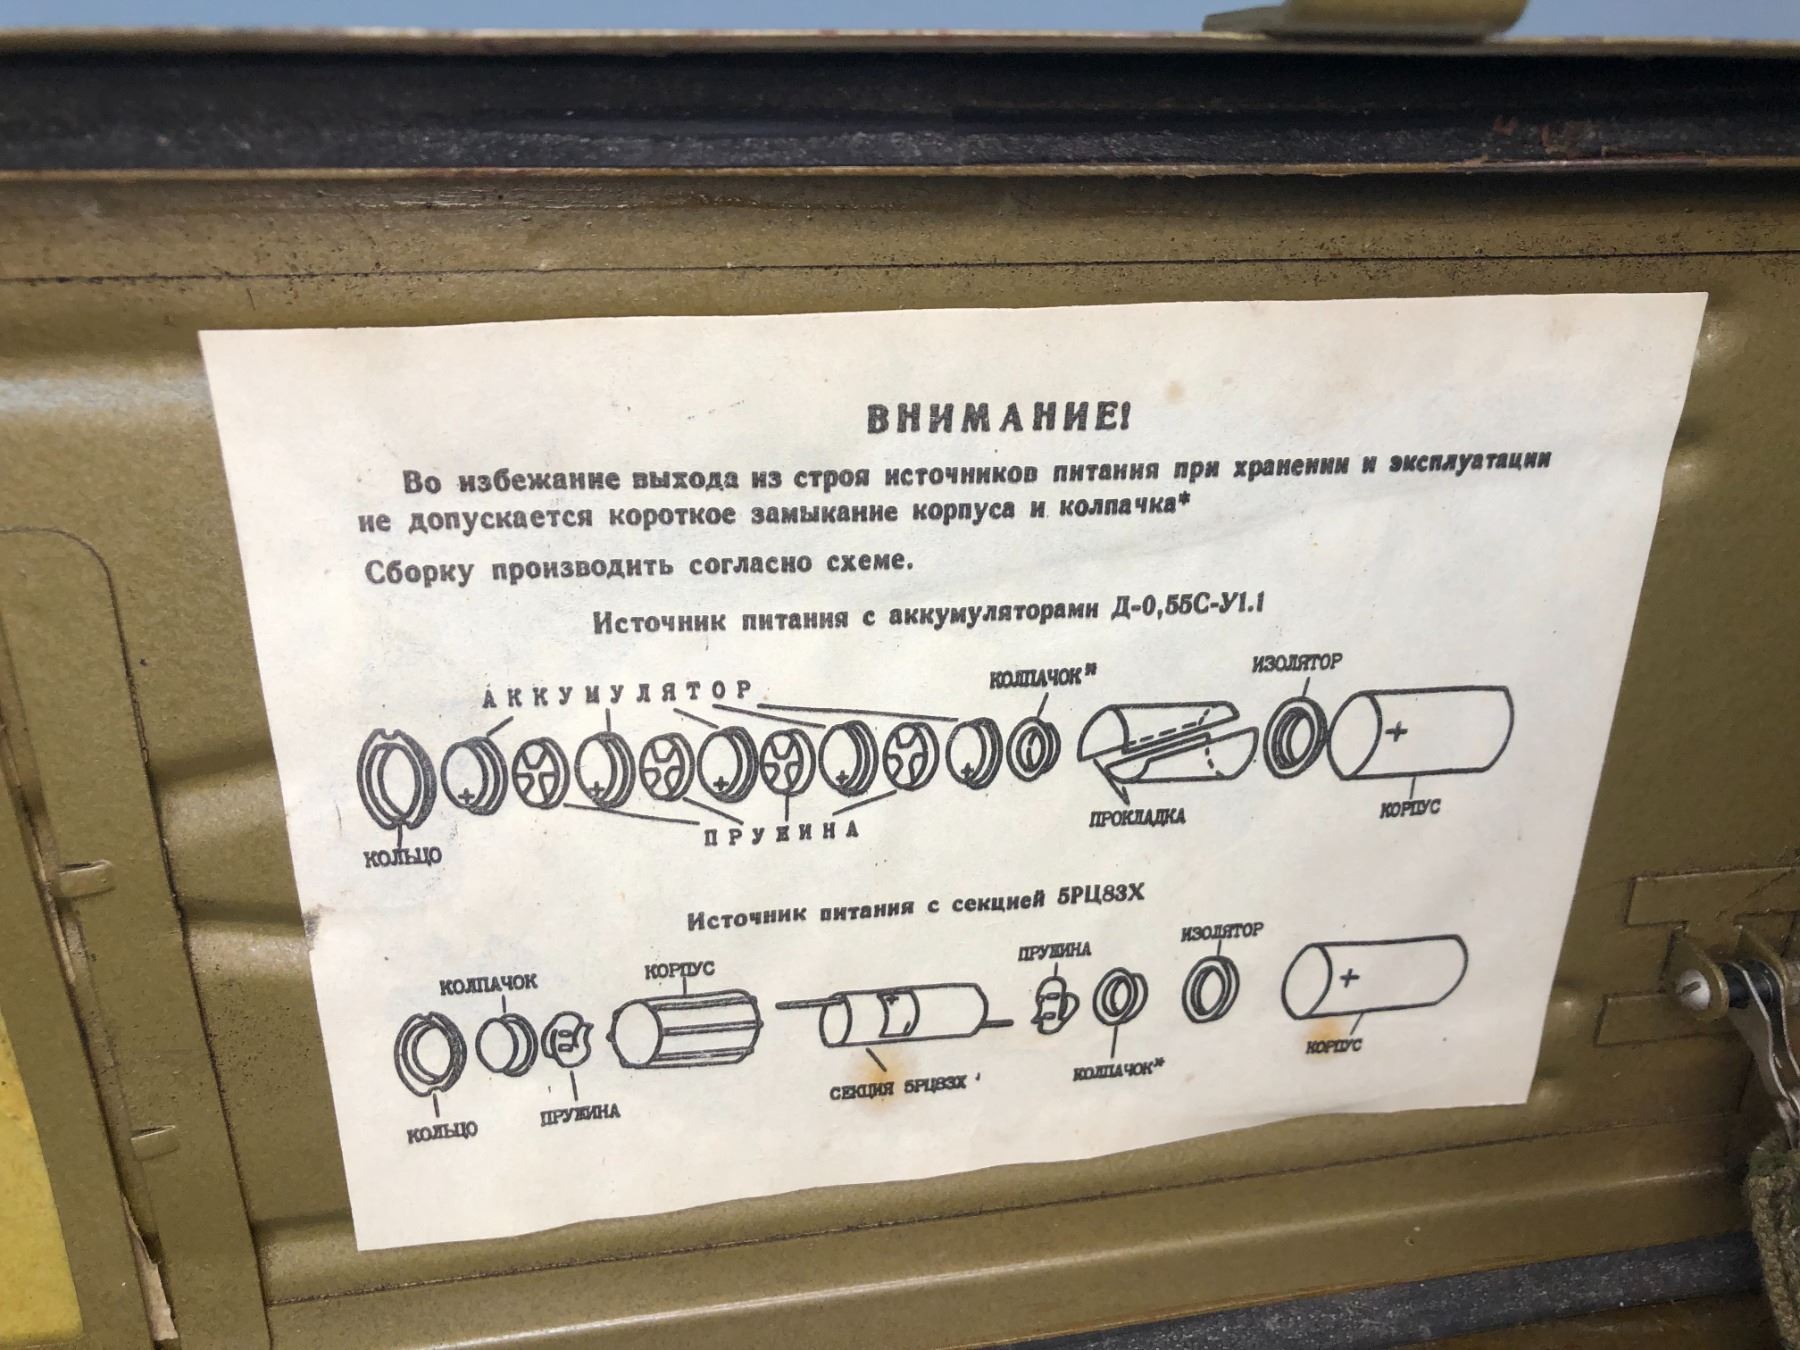 ВНИМАНИЕ!
Во избежание выхода из строя источников питания при хранении и эксплуатации
не допускается короткое замыкание корпуса и колпачка*
Сборку производить согласно схеме.
Источник питания с аккумуляторами Д-0,55С-У1.1
АККУМУЛЯТОР
КОЛПАЧОК*
ИЗОЛЯТОР
+ + + + + +
КОЛЬЦО
ПРУЖИНА
ПРОКЛАДКА
КОРПУС
Источник питания с секцией 5РЦ83Х
КОЛПАЧОК
КОРПУС
ПРУЖИНА
ИЗОЛЯТОР
+ +
КОЛЬЦО
ПРУЖИНА
СЕКЦИЯ 5РЦ83Х
КОЛПАЧОК*
КОРПУС